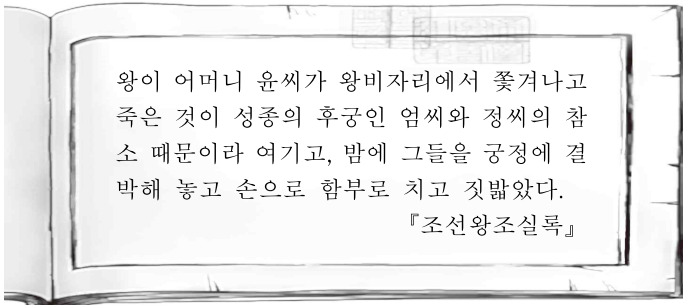 왕이 어머니 윤씨가 왕비자리에서 쫓겨나고
죽은 것이 성종의 후궁인 엄씨와 정씨의 참
소 때문이라 여기고, 밤에 그들을 궁정에 결
박해 놓고 손으로 함부로 치고 짓밟았다.
『조선왕조실록』